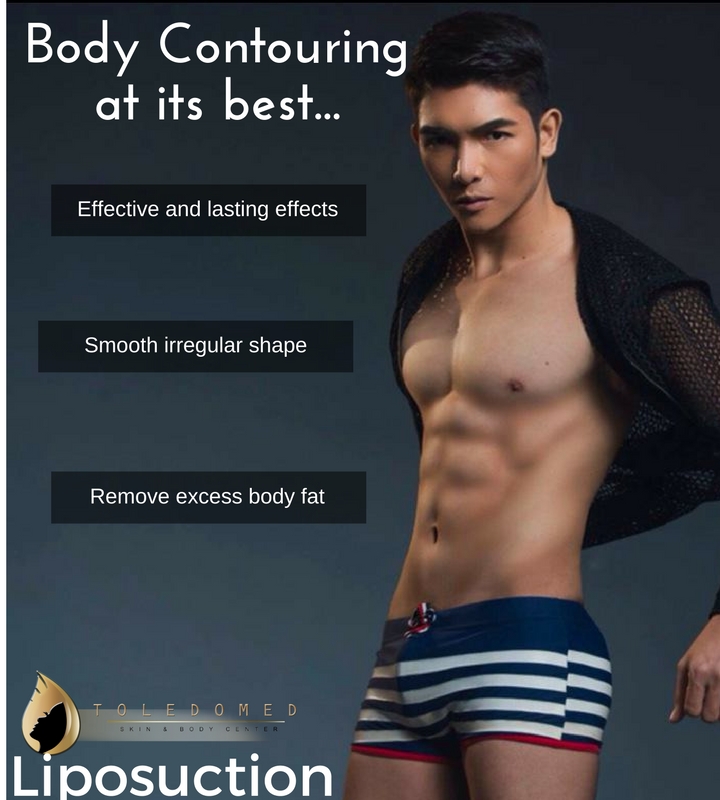 Body Contouring
at its best...
Effective and lasting effects
Smooth irregular shape
Remove excess body fat
TOLEDOMED
SKIN & BODY CENTER
Liposuction